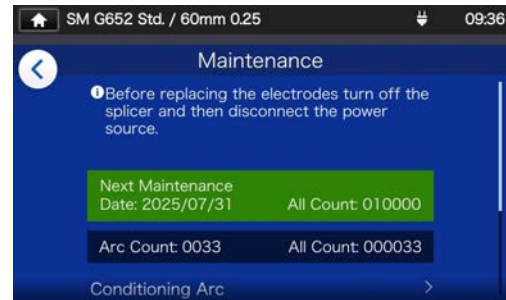 SM G652 Std. / 60mm 0.25 09:36
Maintenance
Before replacing the electrodes turn off the
splicer and then disconnect the power
source.
Next Maintenance
Date: 2025/07/31 All Count: 010000
Arc Count: 0033 All Count: 000033
Conditioning Arc